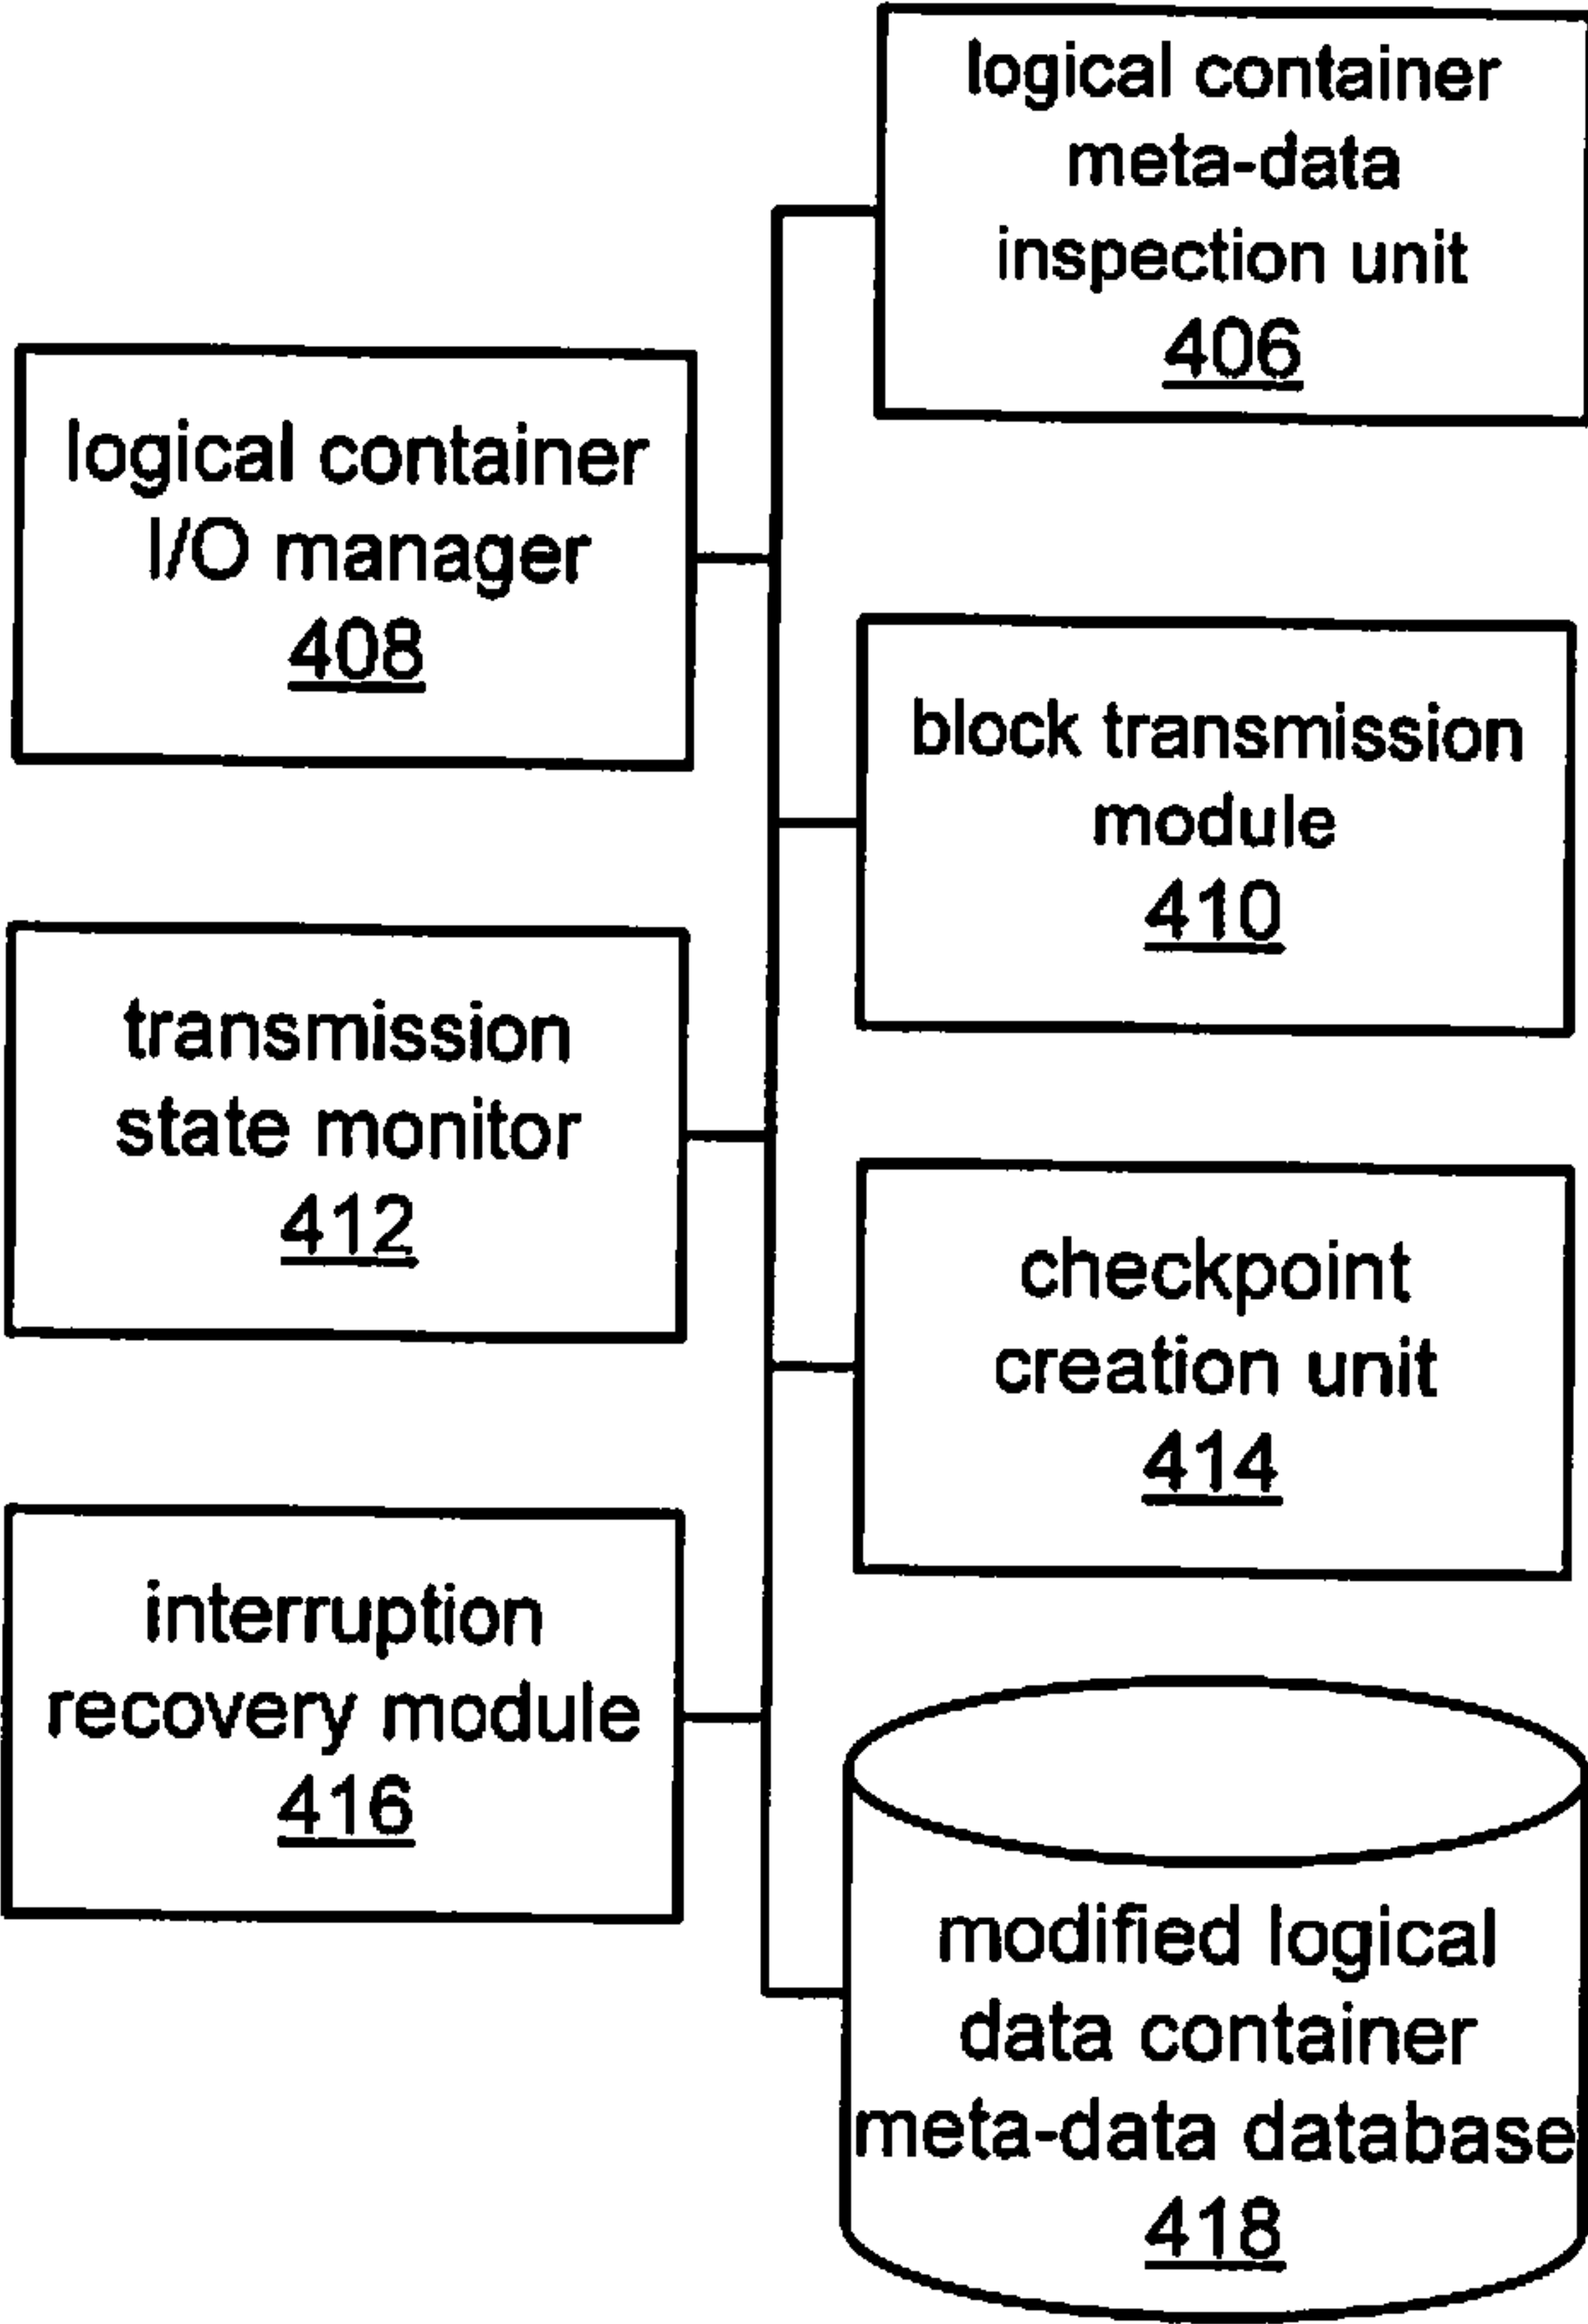 logical container
meta-data
inspection unit
406
logical container
I/O manager
408
block transmission
module
410
transmission
state monitor
412
checkpoint
creation unit
414
interruption
recovery module
416
modified logical
data container
meta-data database
418